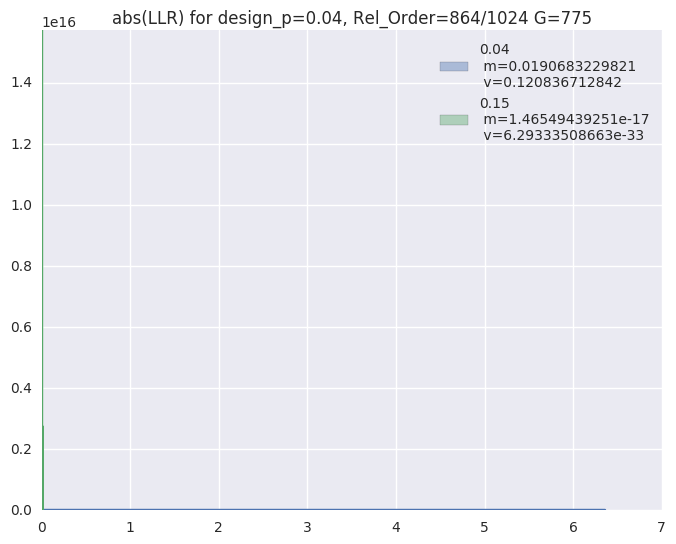 abs(LLR) for design_p=0.04, Rel_Order=864/1024 G=775
1e16
0.04
m=0.0190683229821
v=0.120836712842
0.15
m=1.46549439251e-17
v=6.29333508663e-33
1.4
1.2
1.0
0.8
0.6
0.4
0.2
0.0
0 1 2 3 4 5 6 7